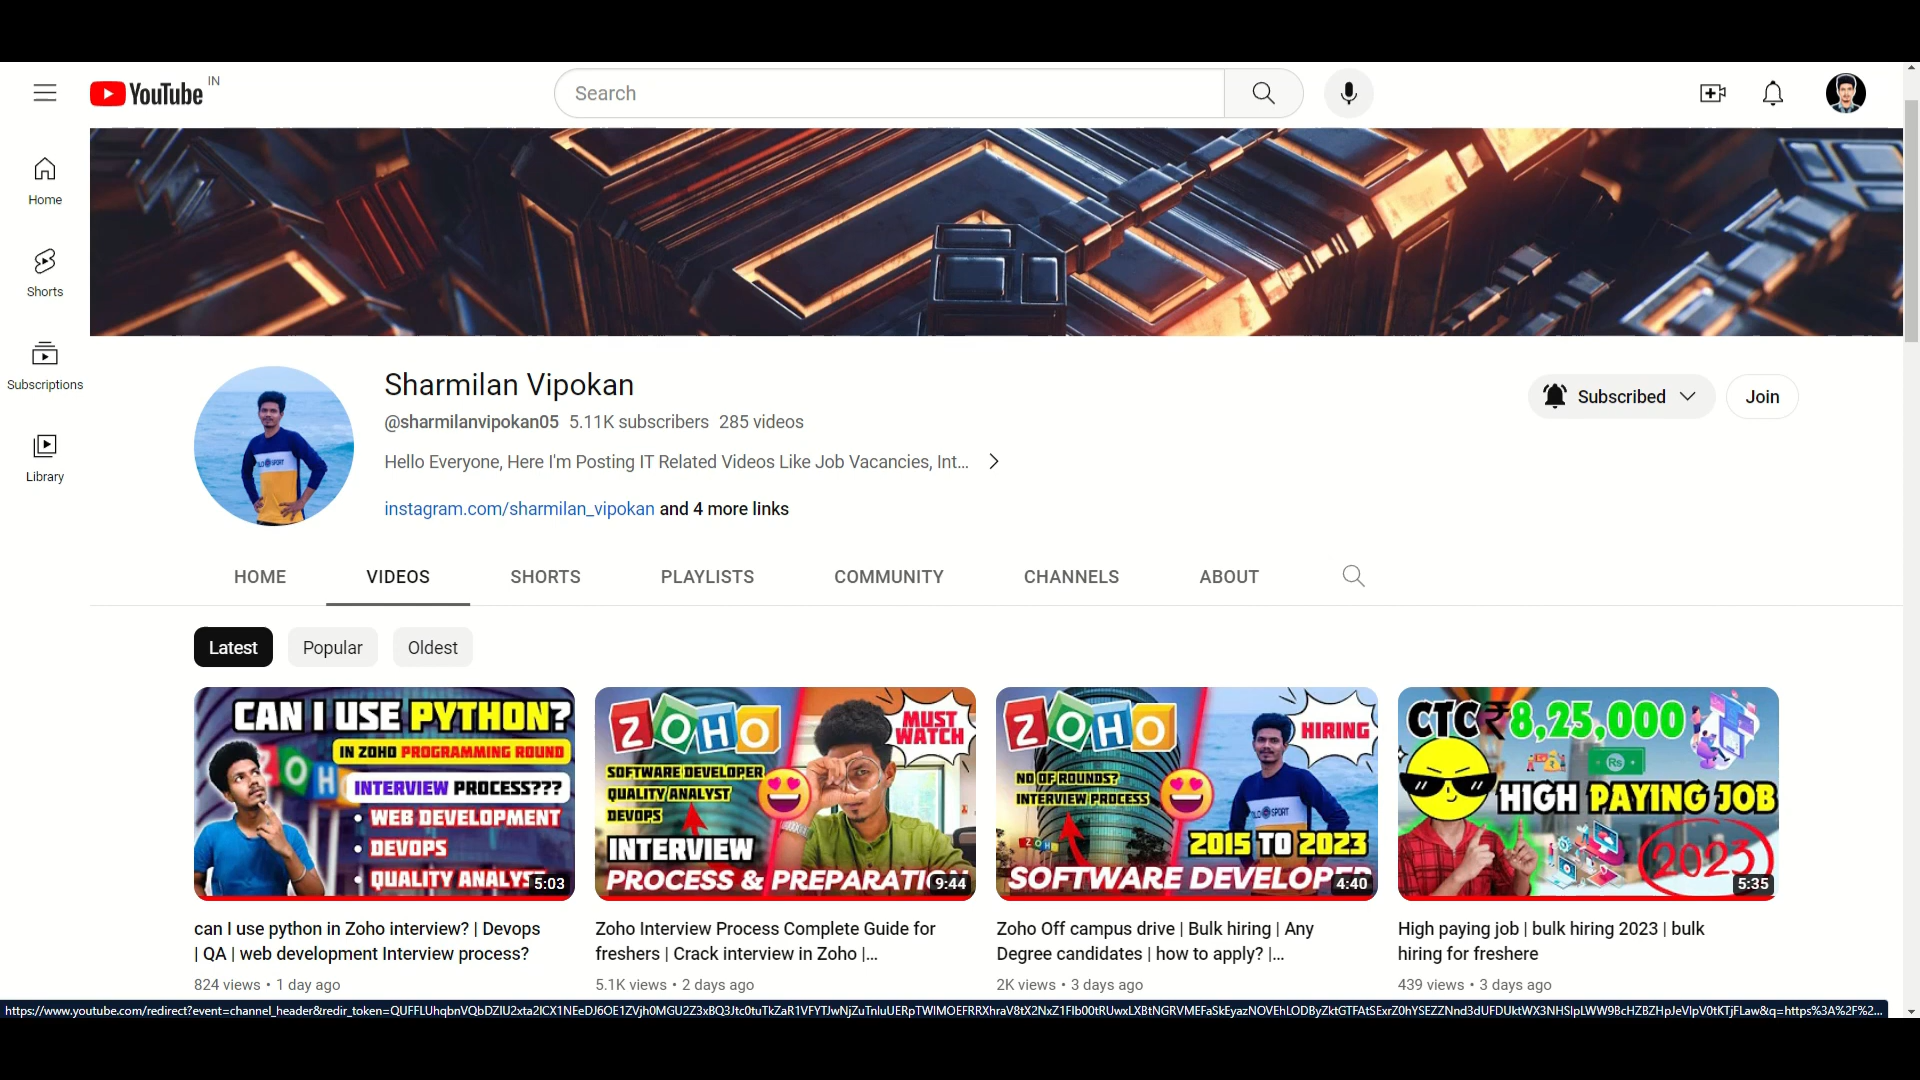 YouTube IN
Search
Home
Shorts
Subscriptions
Library
Sharmilan Vipokan
@sharmilanvipokan05 5.11K subscribers 285 videos
Hello Everyone, Here I'm Posting IT Related Videos Like Job Vacancies, Int...
instagram.com/sharmilan_vipokan and 4 more links
Subscribed
Join
HOME VIDEOS SHORTS PLAYLISTS COMMUNITY CHANNELS ABOUT
Latest Popular Oldest
CAN I USE PYTHON?
IN ZOHO PROGRAMMING ROUND
INTERVIEW PROCESS???
• WEB DEVELOPMENT
• DEVOPS
• QUALITY ANALYST
5:03
can I use python in Zoho interview? | Devops
| QA | web development Interview process?
824 views • 1 day ago
ZOHO
MUST
WATCH
SOFTWARE DEVELOPER
QUALITY ANALYST
DEVOPS
INTERVIEW
PROCESS & PREPARATION
9:44
Zoho Interview Process Complete Guide for
freshers | Crack interview in Zoho |...
5.1K views • 2 days ago
ZOHO
HIRING
NO OF ROUNDS?
INTERVIEW PROCESS
2015 TO 2023
SOFTWARE DEVELOPER
4:40
Zoho Off campus drive | Bulk hiring | Any
Degree candidates | how to apply? |...
2K views • 3 days ago
CTC ₹8,25,000
HIGH PAYING JOB
2023
5:35
High paying job | bulk hiring 2023 | bulk
hiring for freshere
439 views • 3 days ago